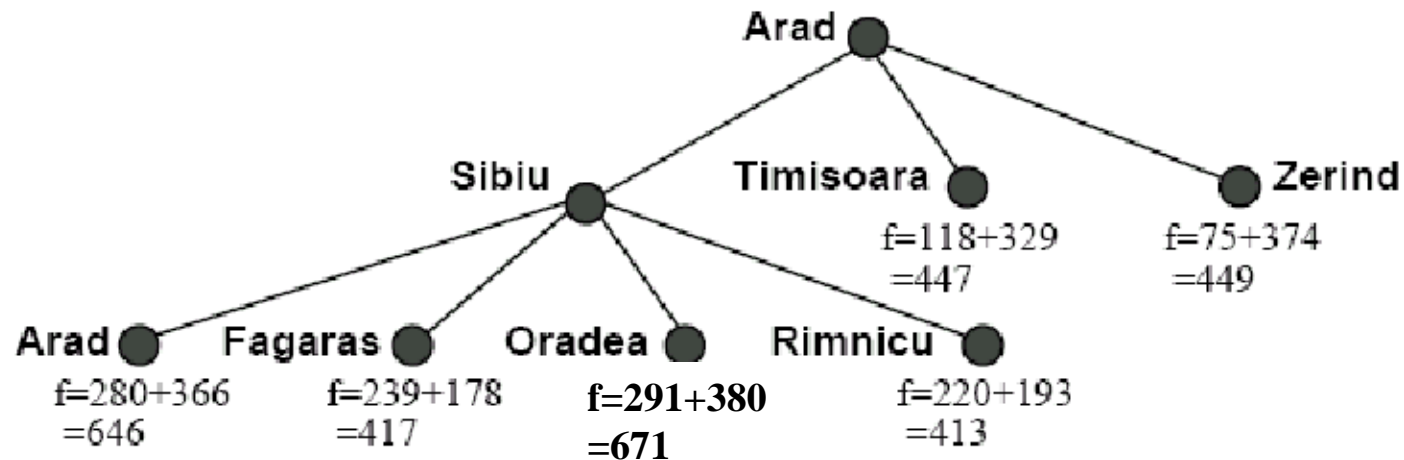 Arad
Sibiu
Timisoara
Zerind
f=118+329
=447
f=75+374
=449
Arad
Fagaras
Oradea
Rimnicu
f=280+366
=646
f=239+178
=417
f=291+380
=671
f=220+193
=413